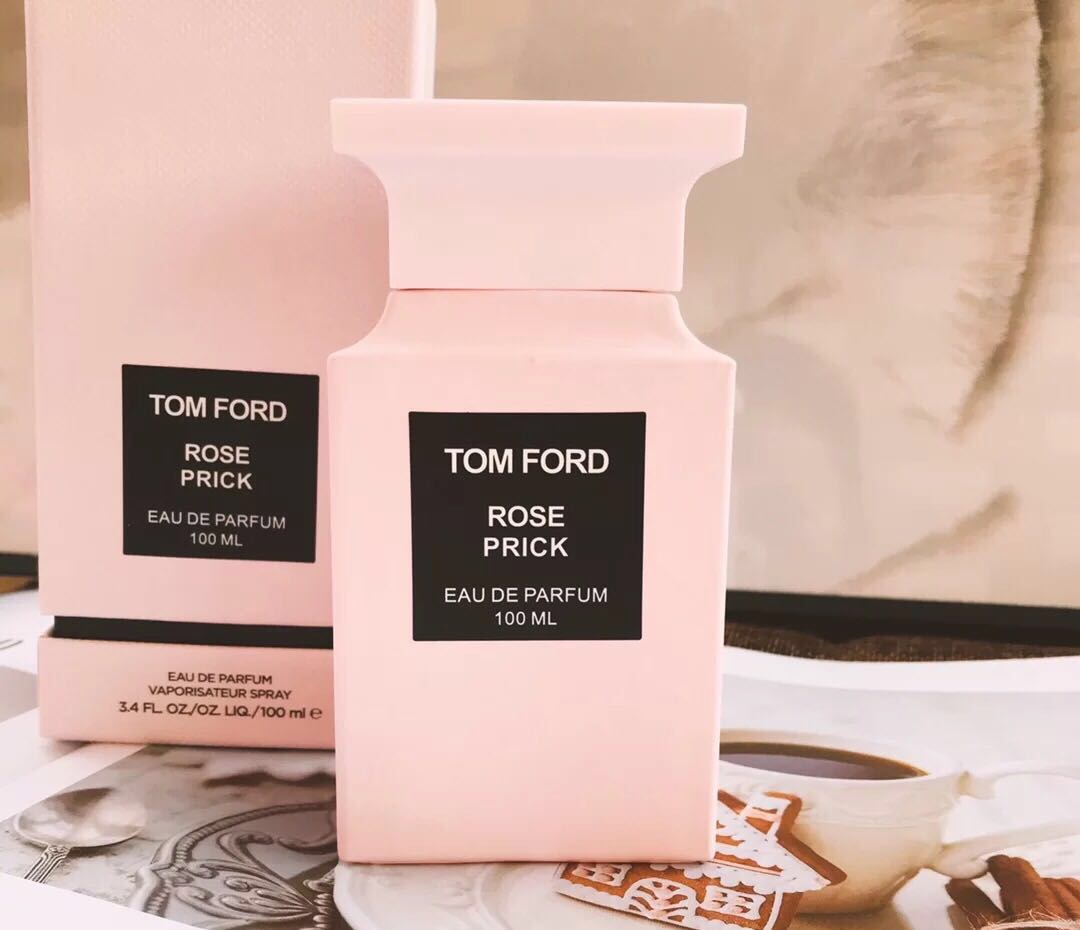 TOM FORD
ROSE
PRICK
EAU DE PARFUM
100 ML
EAU DE PARFUM
VAPORISATEUR SPRAY
3.4 FL. OZ./OZ. LIQ./100 ml ℮
TOM FORD
ROSE
PRICK
EAU DE PARFUM
100 ML